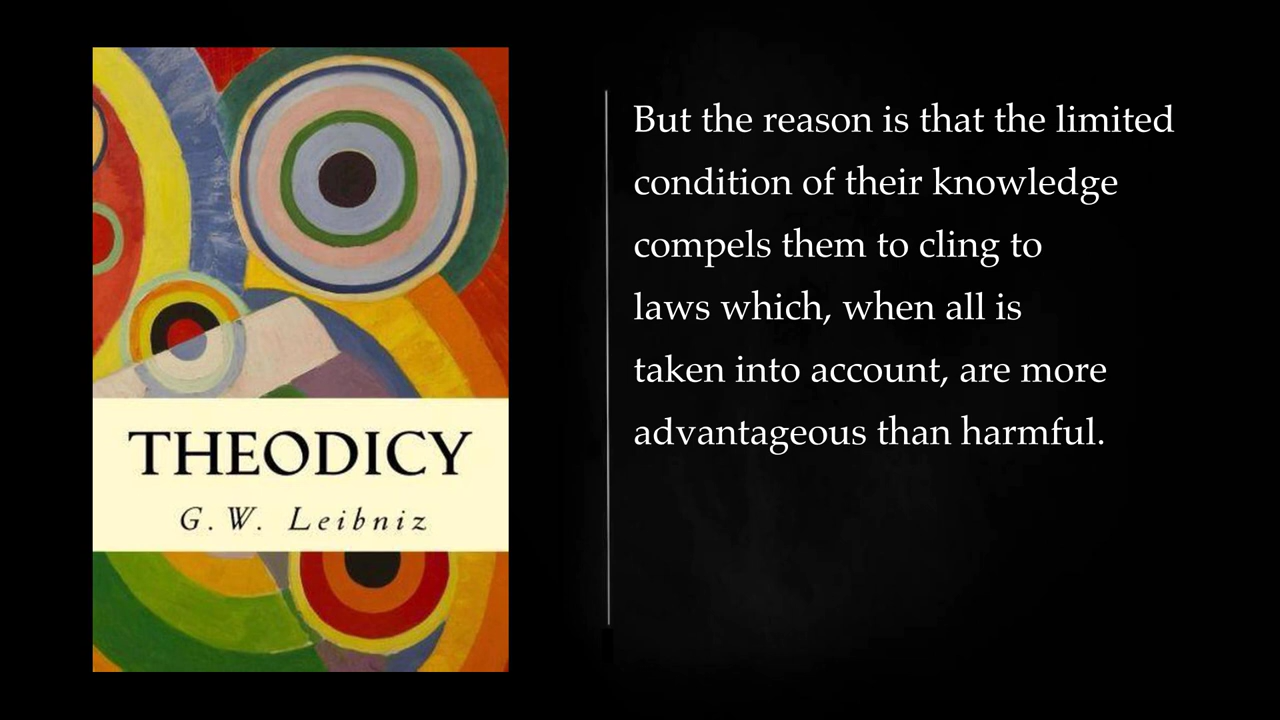 THEODICY
G. W. Leibniz
But the reason is that the limited
condition of their knowledge
compels them to cling to
laws which, when all is
taken into account, are more
advantageous than harmful.